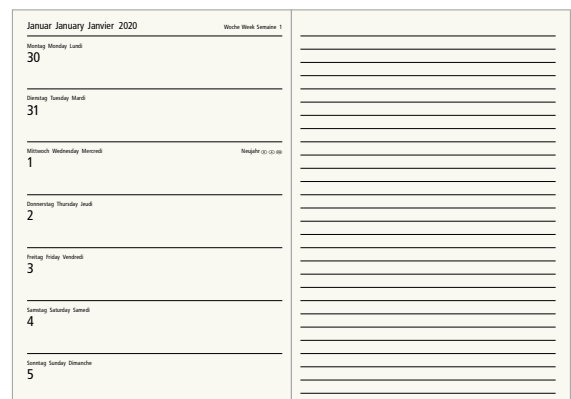 Januar January Janvier 2020
Woche Week Semaine 1
Montag Monday Lundi
30
Dienstag Tuesday Mardi
31
Mittwoch Wednesday Mercredi
Neujahr
1
Donnerstag Thursday Jeudi
2
Freitag Friday Vendredi
3
Samstag Saturday Samedi
4
Sonntag Sunday Dimanche
5